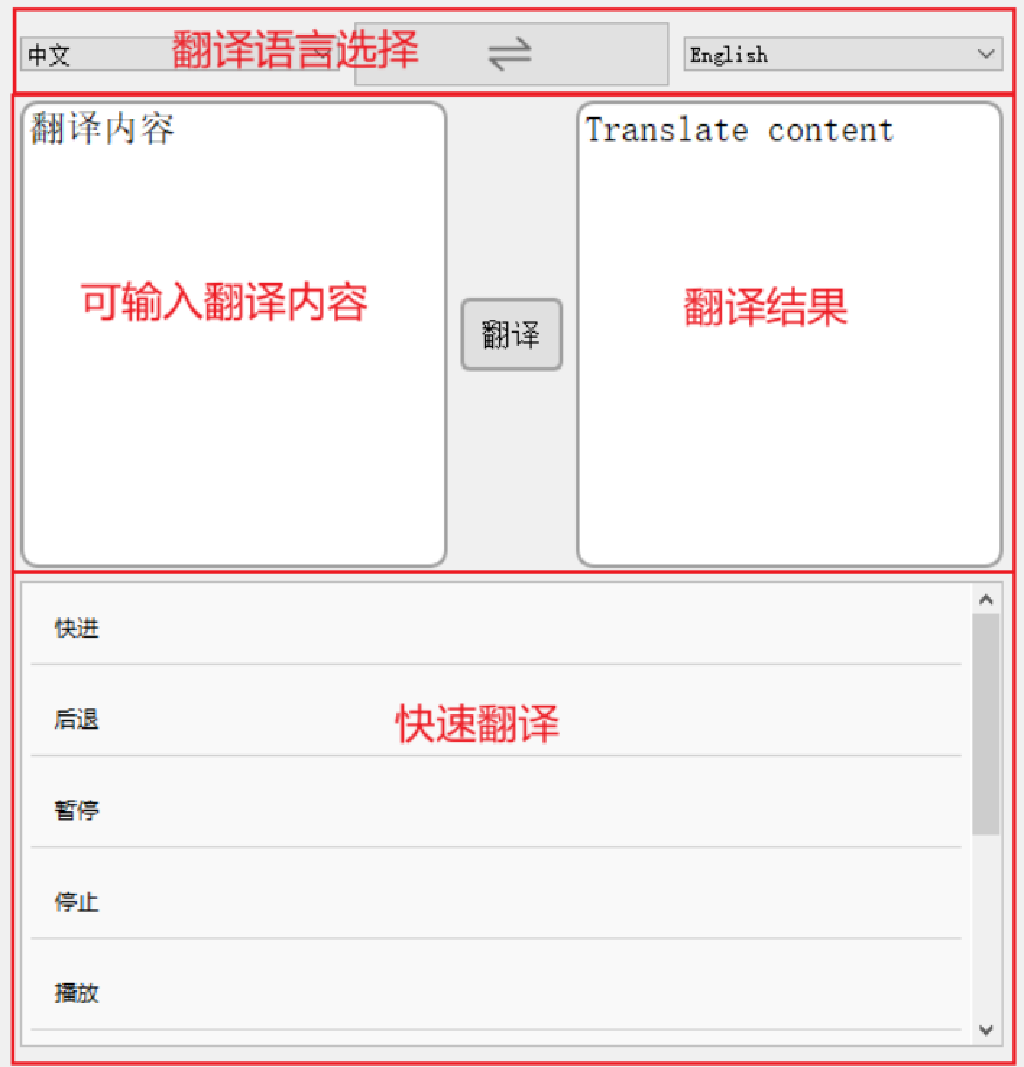 中文
翻译语言选择
English
翻译内容
Translate content
可输入翻译内容
翻译结果
翻译
快进
后退
快速翻译
暂停
停止
播放